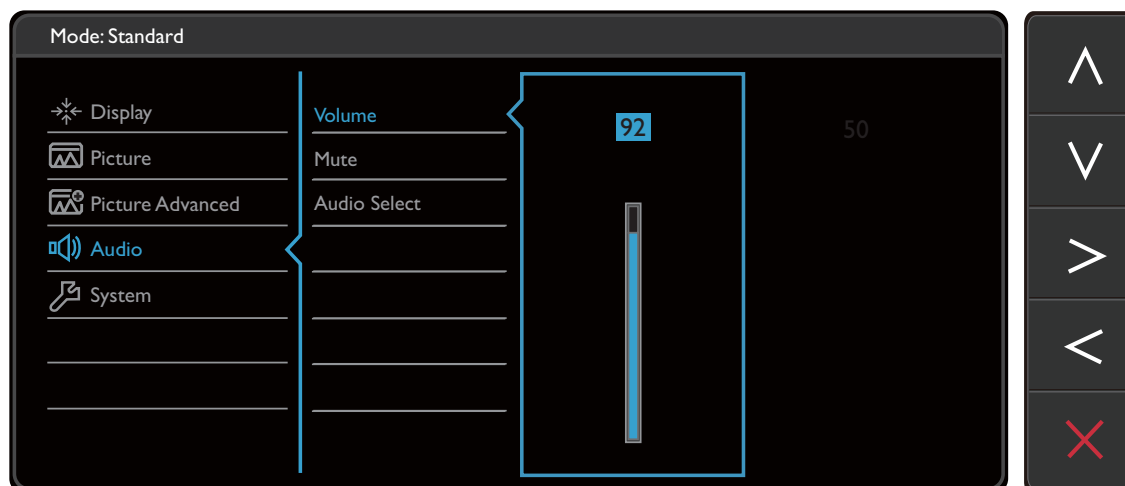 Mode: Standard
Display
Picture
Picture Advanced
Audio
System
Volume
Mute
Audio Select
92
50